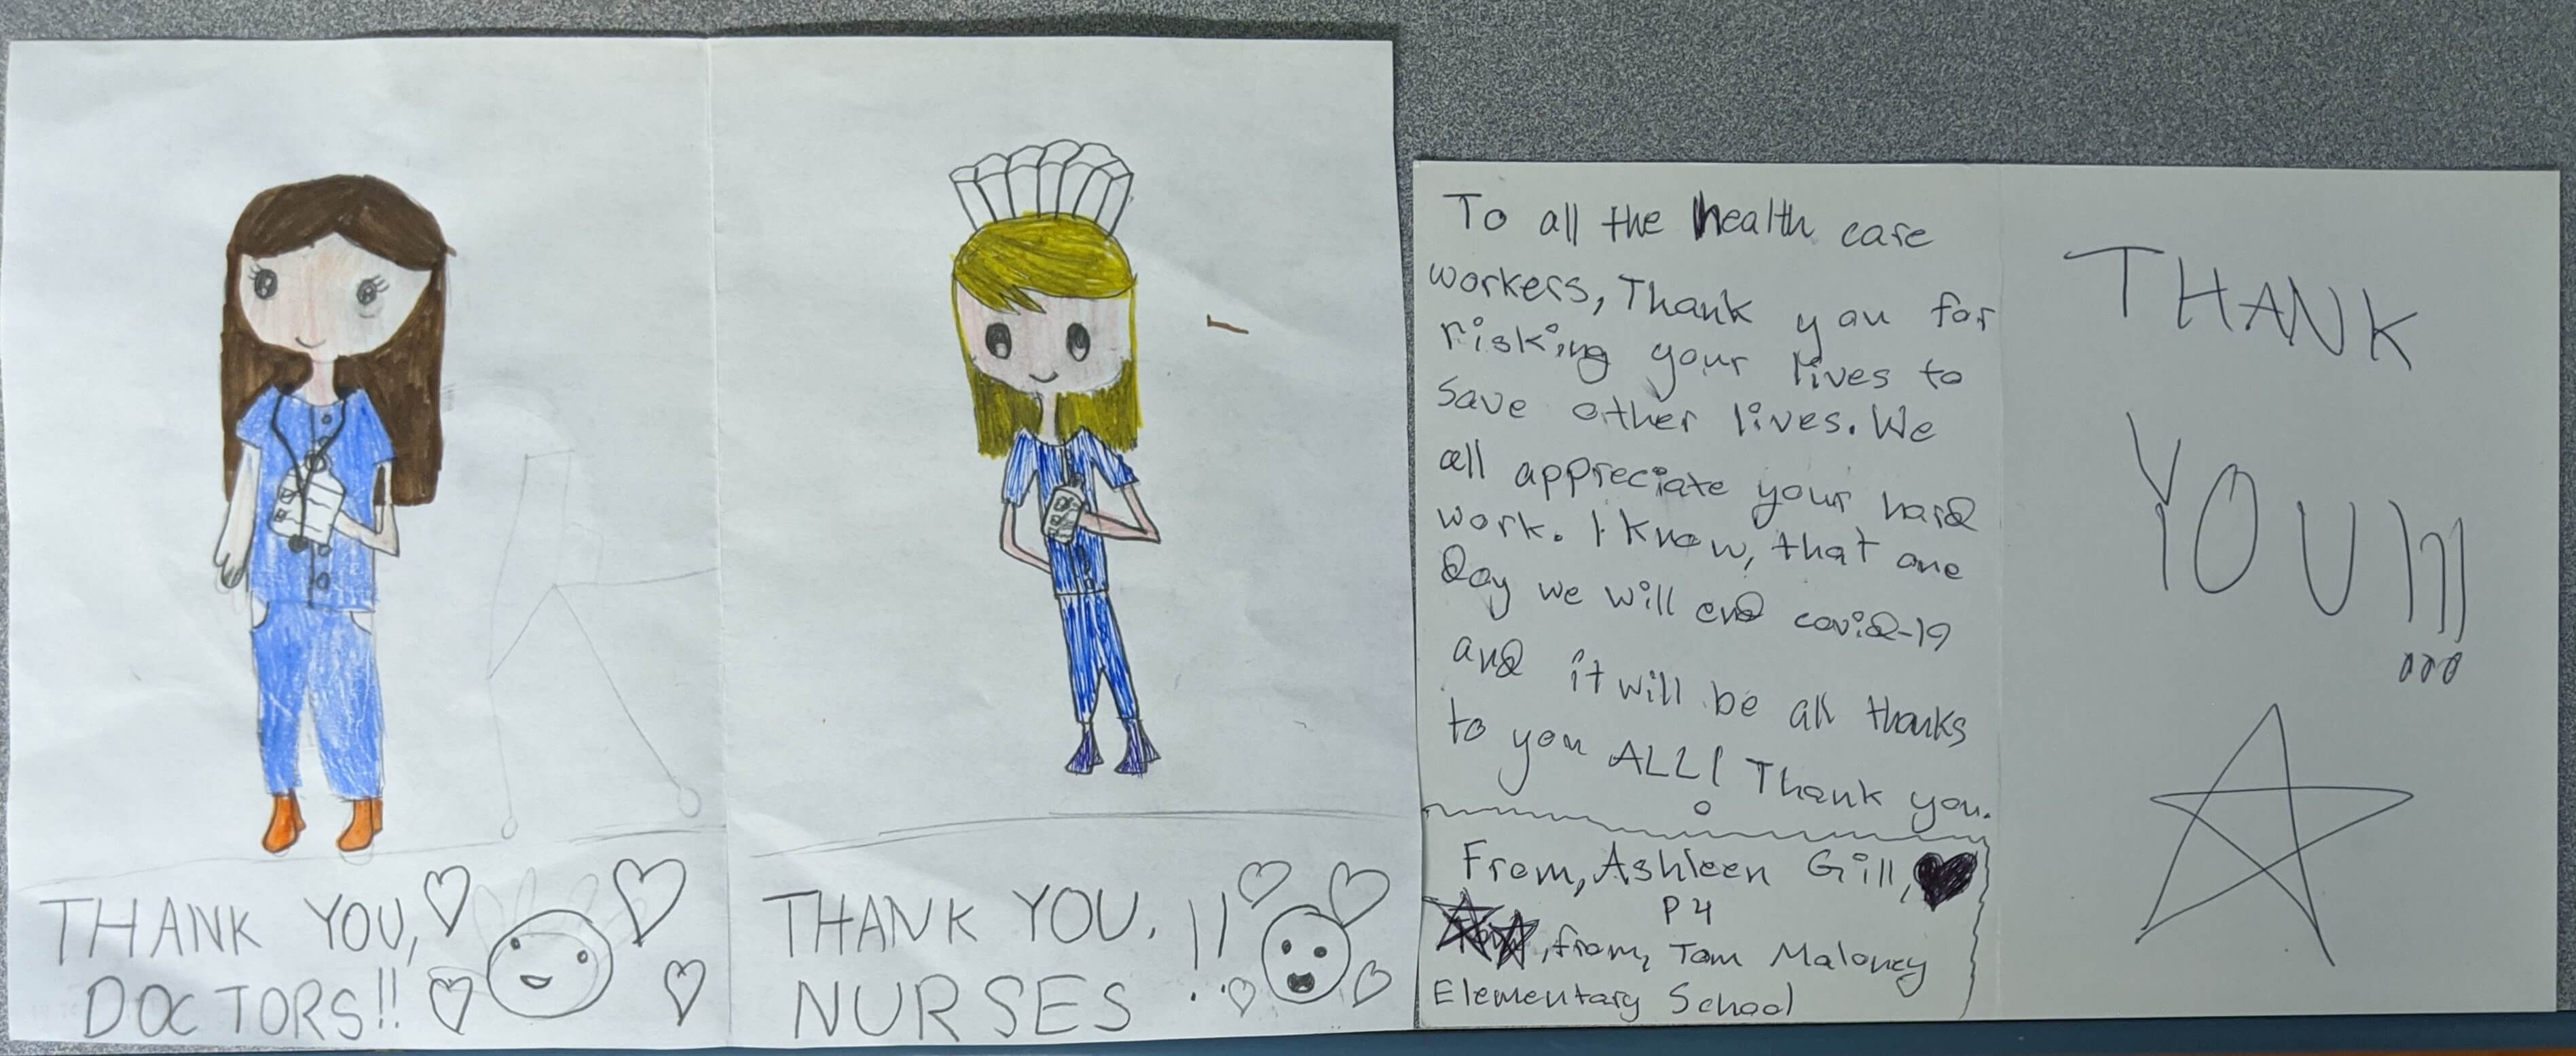 THANK YOU,
DOCTORS!!
THANK YOU, !!
NURSES
To all the health care
workers, Thank you for
risking your lives to
save other lives. We
all appreciate your hard
work. I know, that one
day we will end covid-19
and it will be all thanks
to you ALL! Thank you.
From, Ashleen Gill,
P4
, from, Tom Maloney
Elementary School
THANK
YOU!!!